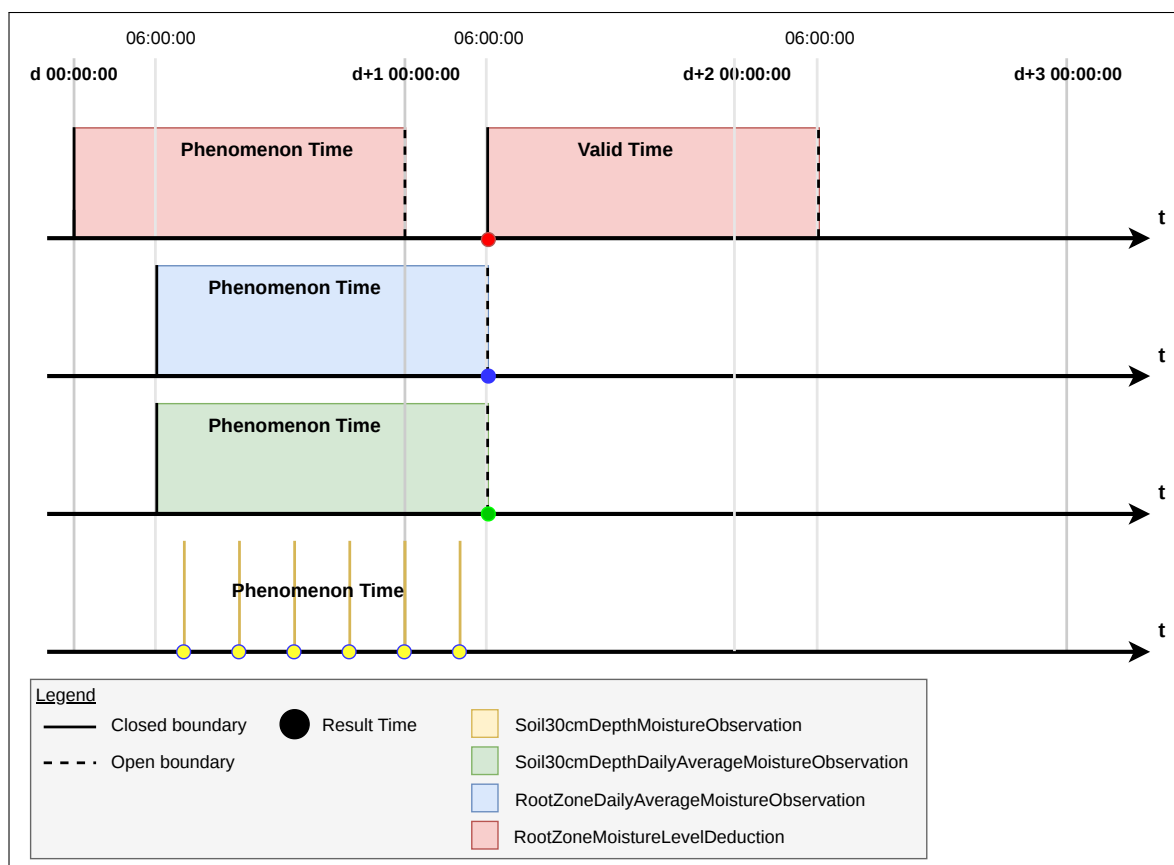 06:00:00 06:00:00 06:00:00
d 00:00:00 d+1 00:00:00 d+2 00:00:00 d+3 00:00:00
Phenomenon Time Valid Time
t
Phenomenon Time
t
Phenomenon Time
t
Phenomenon Time
t
Legend
Closed boundary Result Time Soil30cmDepthMoistureObservation
Open boundary Soil30cmDepthDailyAverageMoistureObservation
RootZoneDailyAverageMoistureObservation
RootZoneMoistureLevelDeduction